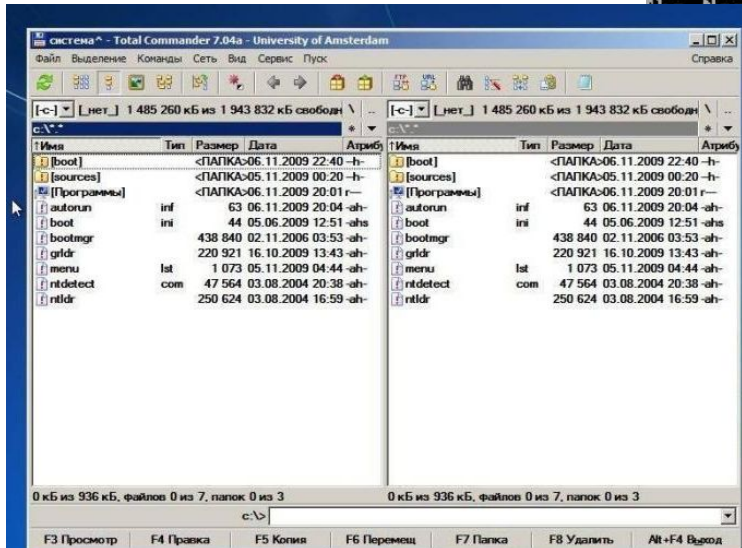 система^ - Total Commander 7.04a - University of Amsterdam
Файл Выделение Команды Сеть Вид Сервис Пуск Справка
FTP URL
[-c-] [_нет_] 1 485 260 кБ из 1 943 832 кБ свободн \ .. [-c-] [_нет_] 1 485 260 кБ из 1 943 832 кБ свободн \ ..
c:\*.* * c:\*.* *
↑Имя Тип Размер Дата Атрибу ↑Имя Тип Размер Дата Атрибу
[boot] <ПАПКА>06.11.2009 22:40 -h- [boot] <ПАПКА>06.11.2009 22:40 -h-
[sources] <ПАПКА>05.11.2009 00:20 -h- [sources] <ПАПКА>05.11.2009 00:20 -h-
[Программы] <ПАПКА>06.11.2009 20:01 r— [Программы] <ПАПКА>06.11.2009 20:01 r—
autorun inf 63 06.11.2009 20:04 -ah- autorun inf 63 06.11.2009 20:04 -ah-
boot ini 44 05.06.2009 12:51 -ahs boot ini 44 05.06.2009 12:51 -ahs
bootmgr 438 840 02.11.2006 03:53 -ah- bootmgr 438 840 02.11.2006 03:53 -ah-
grldr 220 921 16.10.2009 13:43 -ah- grldr 220 921 16.10.2009 13:43 -ah-
menu lst 1 073 05.11.2009 04:44 -ah- menu lst 1 073 05.11.2009 04:44 -ah-
ntdetect com 47 564 03.08.2004 20:38 -ah- ntdetect com 47 564 03.08.2004 20:38 -ah-
ntldr 250 624 03.08.2004 16:59 -ah- ntldr 250 624 03.08.2004 16:59 -ah-
0 кБ из 936 кБ, файлов 0 из 7, папок 0 из 3 0 кБ из 936 кБ, файлов 0 из 7, папок 0 из 3
c:\>
F3 Просмотр F4 Правка F5 Копия F6 Перемещ F7 Папка F8 Удалить Alt+F4 Выход